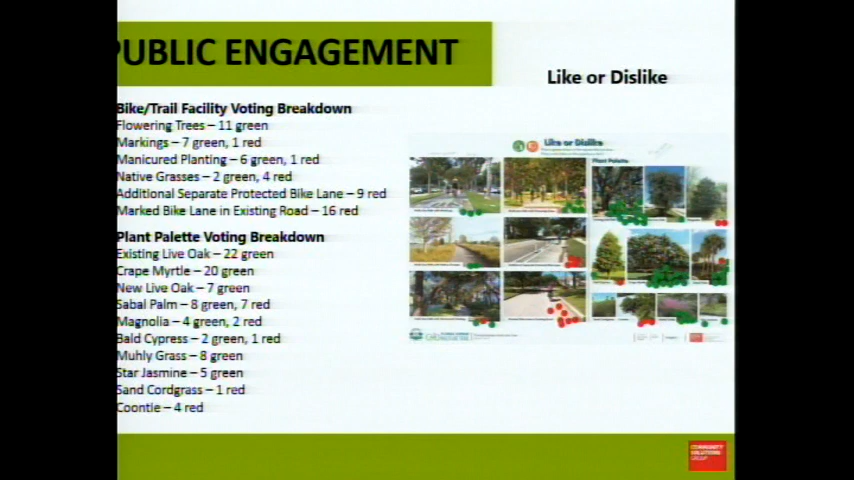 PUBLIC ENGAGEMENT
Like or Dislike
Bike/Trail Facility Voting Breakdown
Flowering Trees – 11 green
Markings – 7 green, 1 red
Manicured Planting – 6 green, 1 red
Native Grasses – 2 green, 4 red
Additional Separate Protected Bike Lane – 9 red
Marked Bike Lane in Existing Road – 16 red
Plant Palette Voting Breakdown
Existing Live Oak – 22 green
Crape Myrtle – 20 green
New Live Oak – 7 green
Sabal Palm – 8 green, 7 red
Magnolia – 4 green, 2 red
Bald Cypress – 2 green, 1 red
Muhly Grass – 8 green
Star Jasmine – 5 green
Sand Cordgrass – 1 red
Coontie – 4 red
Like or Dislike
Plant Palette
COMMUNITY
SOLUTIONS
GROUP